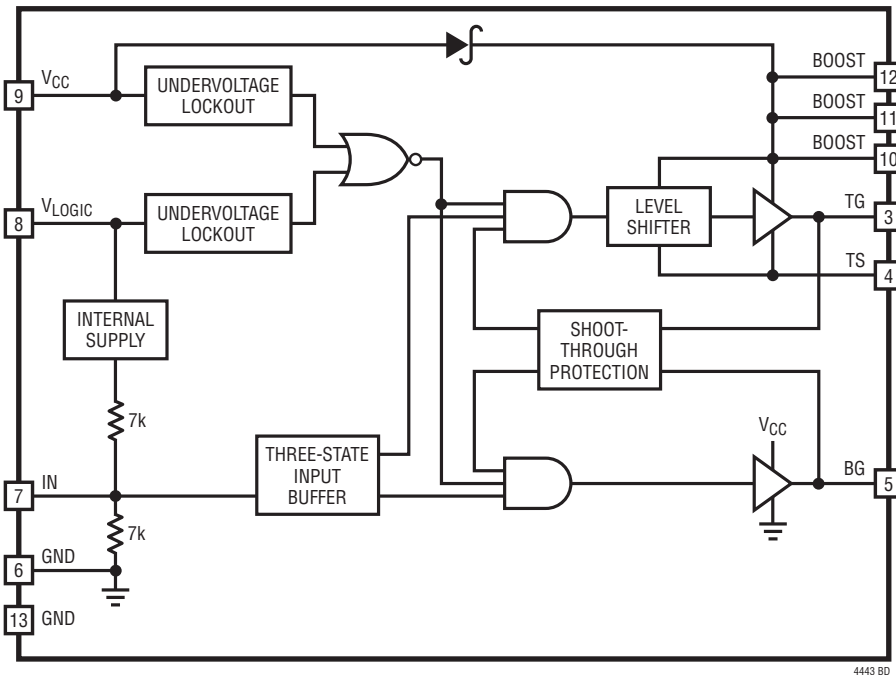 BOOST
12
9
VCC
UNDERVOLTAGE
LOCKOUT
BOOST
11
BOOST
10
8
VLOGIC
UNDERVOLTAGE
LOCKOUT
LEVEL
SHIFTER
TG
3
TS
4
INTERNAL
SUPPLY
SHOOT-
THROUGH
PROTECTION
7k
VCC
THREE-STATE
INPUT
BUFFER
7
IN
BG
5
7k
6
GND
13
GND
4443 BD